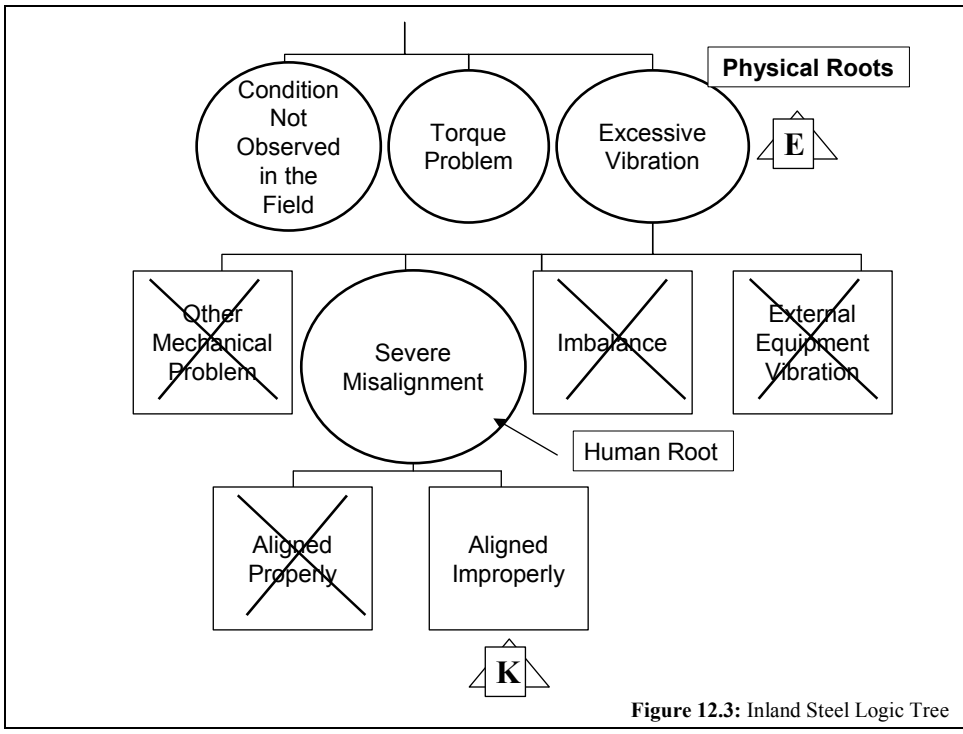 Condition
Not
Observed
in the
Field
Torque
Problem
Excessive
Vibration
Physical Roots
E
Other
Mechanical
Problem
Severe
Misalignment
Imbalance
External
Equipment
Vibration
Human Root
Aligned
Properly
Aligned
Improperly
K
Figure 12.3: Inland Steel Logic Tree